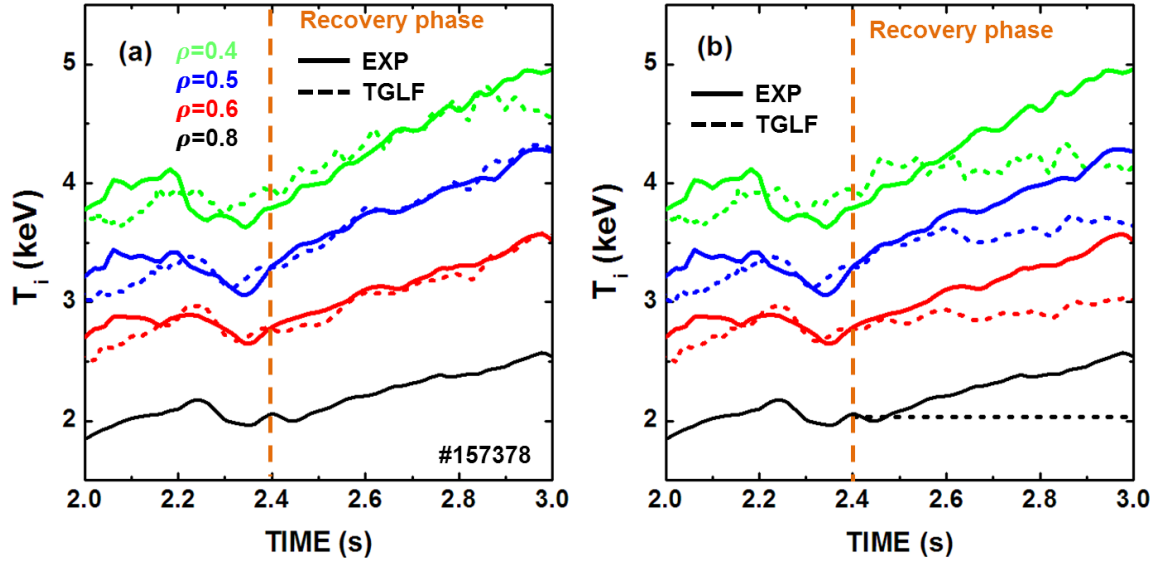 (a)
Recovery phase
ρ=0.4
ρ=0.5
ρ=0.6
ρ=0.8
EXP
TGLF
5
4
3
2
Ti (keV)
#157378
2.0 2.2 2.4 2.6 2.8 3.0
TIME (s)
(b)
Recovery phase
EXP
TGLF
5
4
3
2
Ti (keV)
2.0 2.2 2.4 2.6 2.8 3.0
TIME (s)